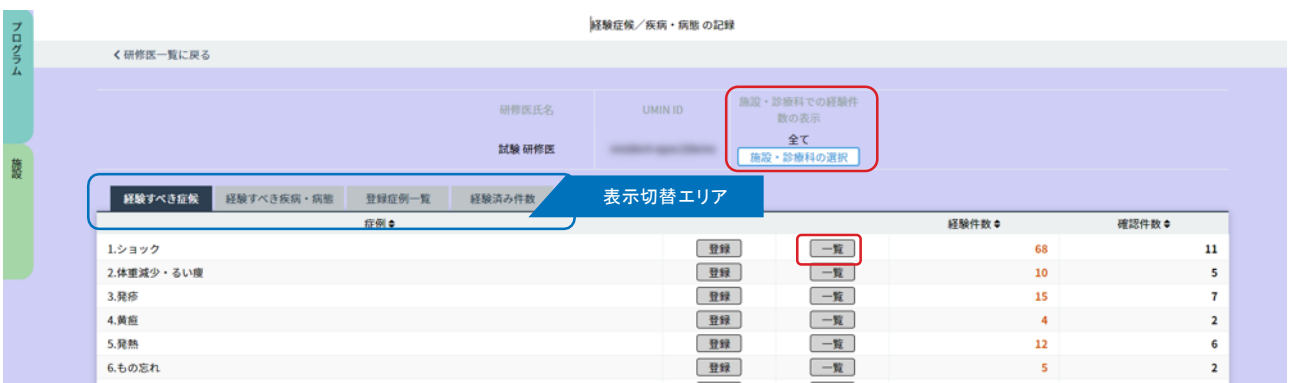 経験症候／疾病・病態 の記録
プログラム
施設
研修医一覧に戻る
研修医氏名 UMIN ID 施設・診療科での経験件
数の表示
試験 研修医 全て
施設・診療科の選択
経験すべき症候 経験すべき疾病・病態 登録症例一覧 経験済み件数 表示切替エリア
症例 経験件数 確認件数
1.ショック 登録 一覧 68 11
2.体重減少・るい痩 登録 一覧 10 5
3.発疹 登録 一覧 15 7
4.黄疸 登録 一覧 4 2
5.発熱 登録 一覧 12 6
6.もの忘れ 登録 一覧 5 2